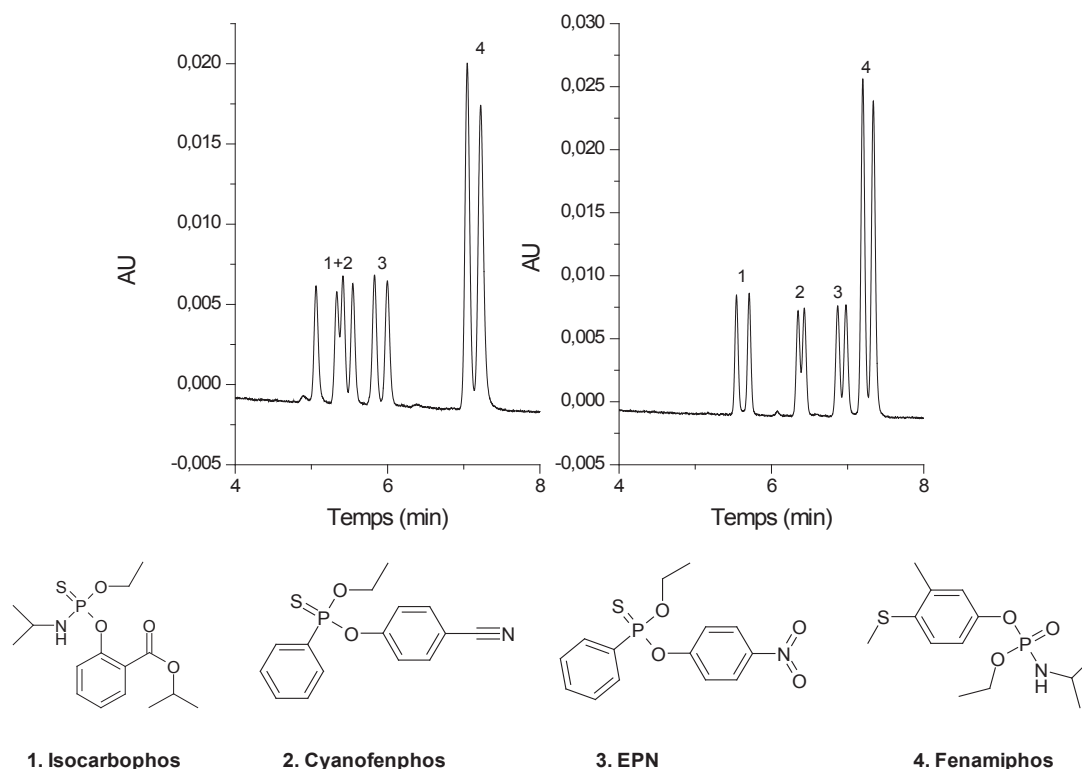 0,020
0,015
0,010
0,005
0,000
-0,005
AU
1+2
3
4
4
6
8
Temps (min)
0,030
0,025
0,020
0,015
0,010
0,005
0,000
-0,005
AU
1
2
3
4
4
6
8
Temps (min)
S
P
O
NH
O
O
O
S
P
O
O
N
S
P
O
O
N
O
O
S
O
P
O
O
NH
1. Isocarbophos
2. Cyanofenphos
3. EPN
4. Fenamiphos